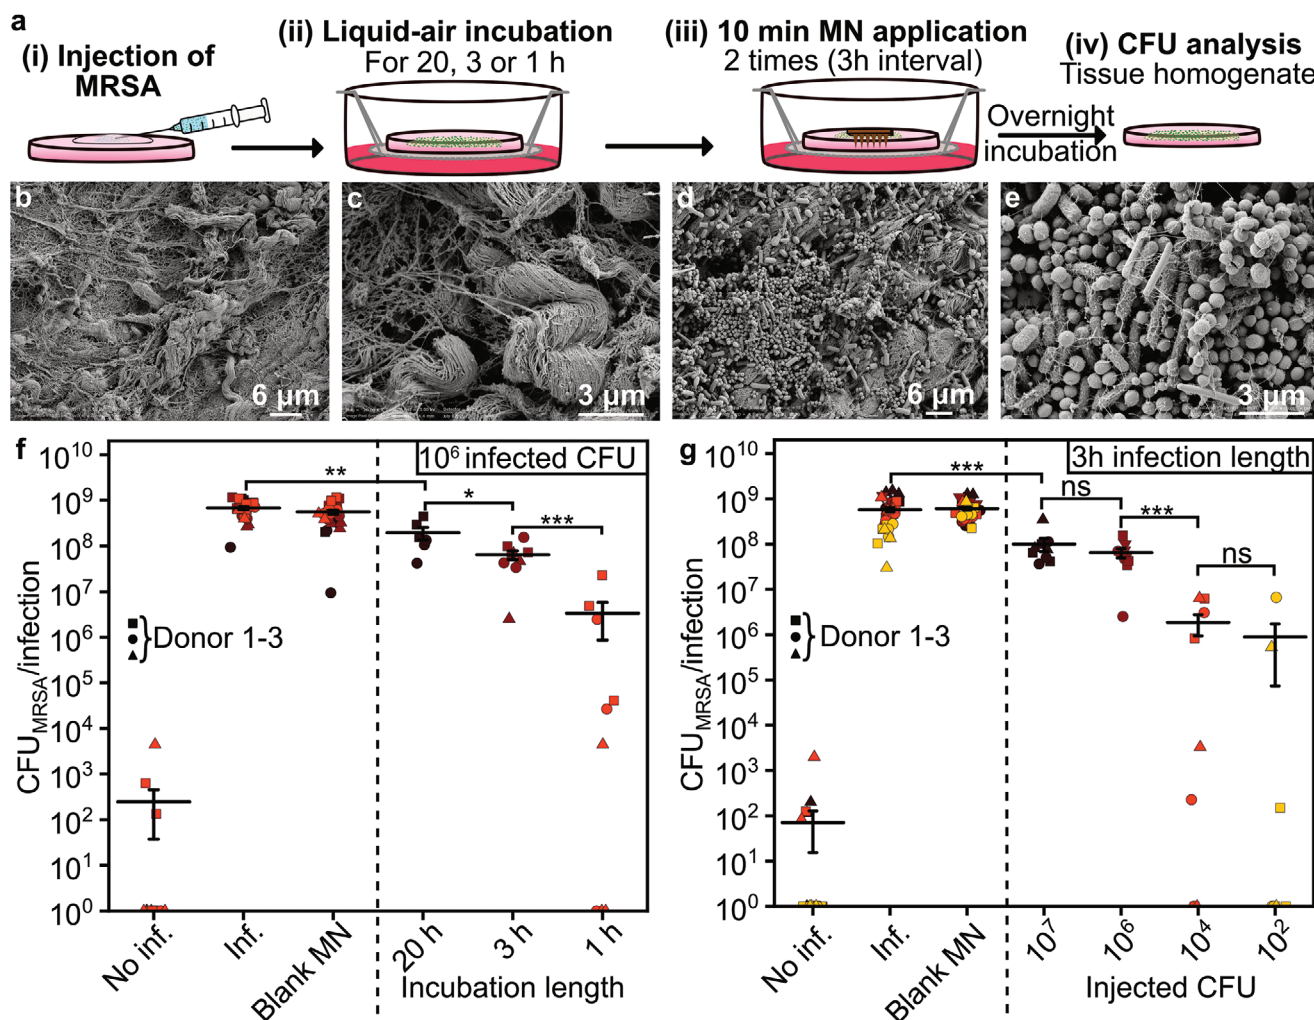 a
(i) Injection of
MRSA
(ii) Liquid-air incubation
For 20, 3 or 1 h
(iii) 10 min MN application
2 times (3h interval)
Overnight
incubation
(iv) CFU analysis
Tissue homogenate
b
6 µm
c
3 µm
d
6 µm
e
3 µm
f
10⁶ infected CFU
CFU_MRSA/infection
10¹⁰
10⁹
10⁸
10⁷
10⁶
10⁵
10⁴
10³
10²
10¹
10⁰
**
*
***
Donor 1-3
No inf.
Inf.
Blank MN
20 h
3 h
1 h
Incubation length
g
3h infection length
CFU_MRSA/infection
10¹⁰
10⁹
10⁸
10⁷
10⁶
10⁵
10⁴
10³
10²
10¹
10⁰
***
ns
***
ns
Donor 1-3
No inf.
Inf.
Blank MN
10⁷
10⁶
10⁴
10²
Injected CFU